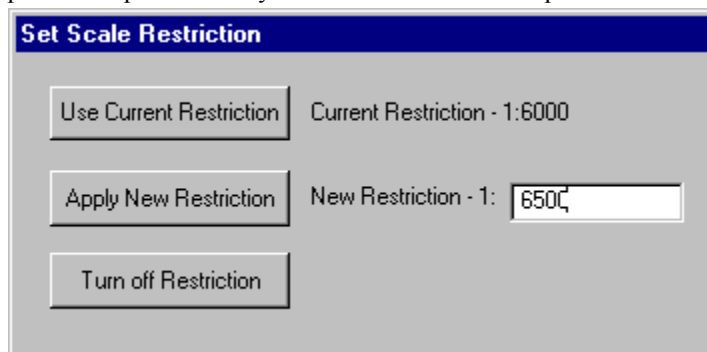 Set Scale Restriction
Use Current Restriction Current Restriction - 1:6000
Apply New Restriction New Restriction - 1: 6500
Turn off Restriction